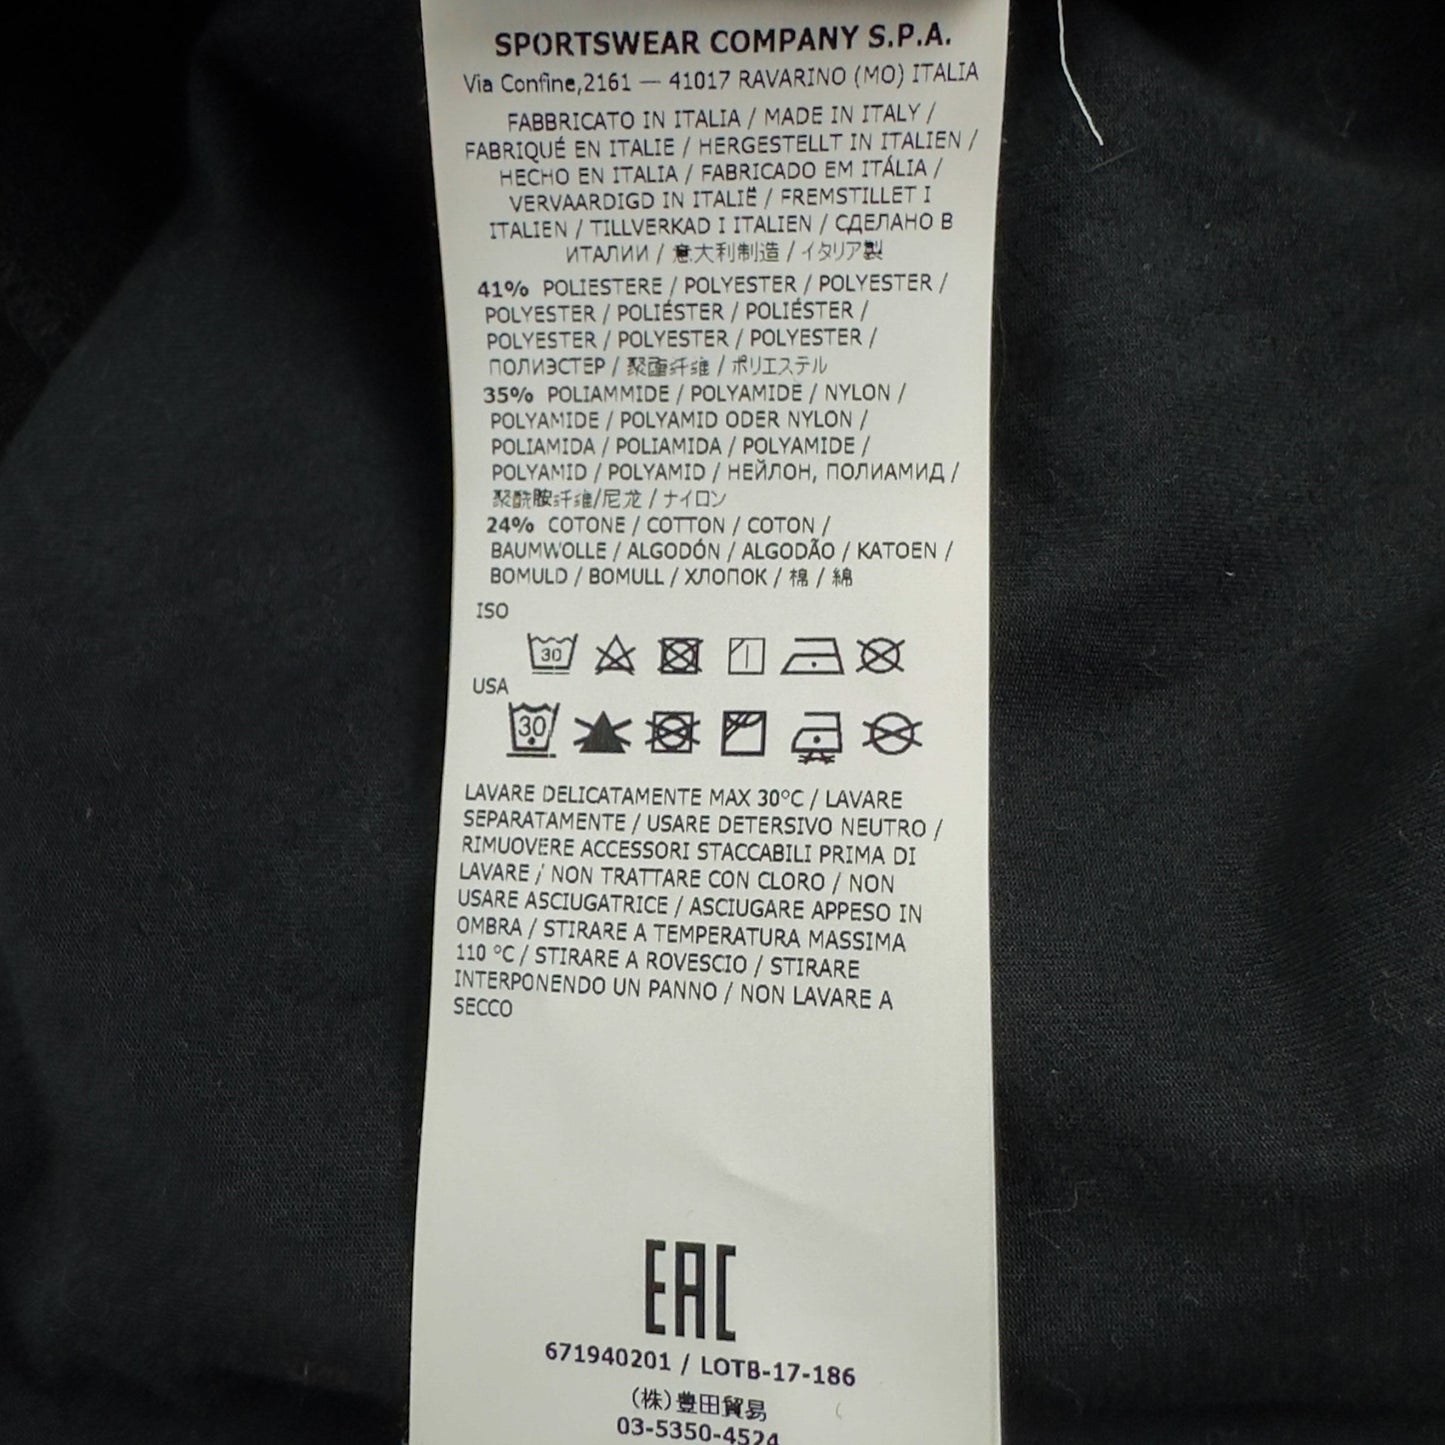 SPORTSWEAR COMPANY S.P.A.
Via Confine,2161 — 41017 RAVARINO (MO) ITALIA
FABBRICATO IN ITALIA / MADE IN ITALY /
FABRIQUÉ EN ITALIE / HERGESTELLT IN ITALIEN /
HECHO EN ITALIA / FABRICADO EM ITÁLIA /
VERVAARDIGD IN ITALIË / FREMSTILLET I
ITALIEN / TILLVERKAD I ITALIEN / СДЕЛАНО В
ИТАЛИИ / 意大利制造 / イタリア製
41% POLIESTERE / POLYESTER / POLYESTER /
POLYESTER / POLIÉSTER / POLIÉSTER /
POLYESTER / POLYESTER / POLYESTER /
ПОЛИЭСТЕР / 聚酯纤维 / ポリエステル
35% POLIAMMIDE / POLYAMIDE / NYLON /
POLYAMIDE / POLYAMID ODER NYLON /
POLIAMIDA / POLIAMIDA / POLYAMIDE /
POLYAMID / POLYAMID / НЕЙЛОН, ПОЛИАМИД /
聚酰胺纤维/尼龙 / ナイロン
24% COTONE / COTTON / COTON /
BAUMWOLLE / ALGODÓN / ALGODÃO / KATOEN /
BOMULD / BOMULL / ХЛОПОК / 棉 / 綿
ISO
30
USA
30
LAVARE DELICATAMENTE MAX 30°C / LAVARE
SEPARATAMENTE / USARE DETERSIVO NEUTRO /
RIMUOVERE ACCESSORI STACCABILI PRIMA DI
LAVARE / NON TRATTARE CON CLORO / NON
USARE ASCIUGATRICE / ASCIUGARE APPESO IN
OMBRA / STIRARE A TEMPERATURA MASSIMA
110 °C / STIRARE A ROVESCIO / STIRARE
INTERPONENDO UN PANNO / NON LAVARE A
SECCO
EAC
671940201 / LOTB-17-186
(株)豊田貿易
03-5350-4524